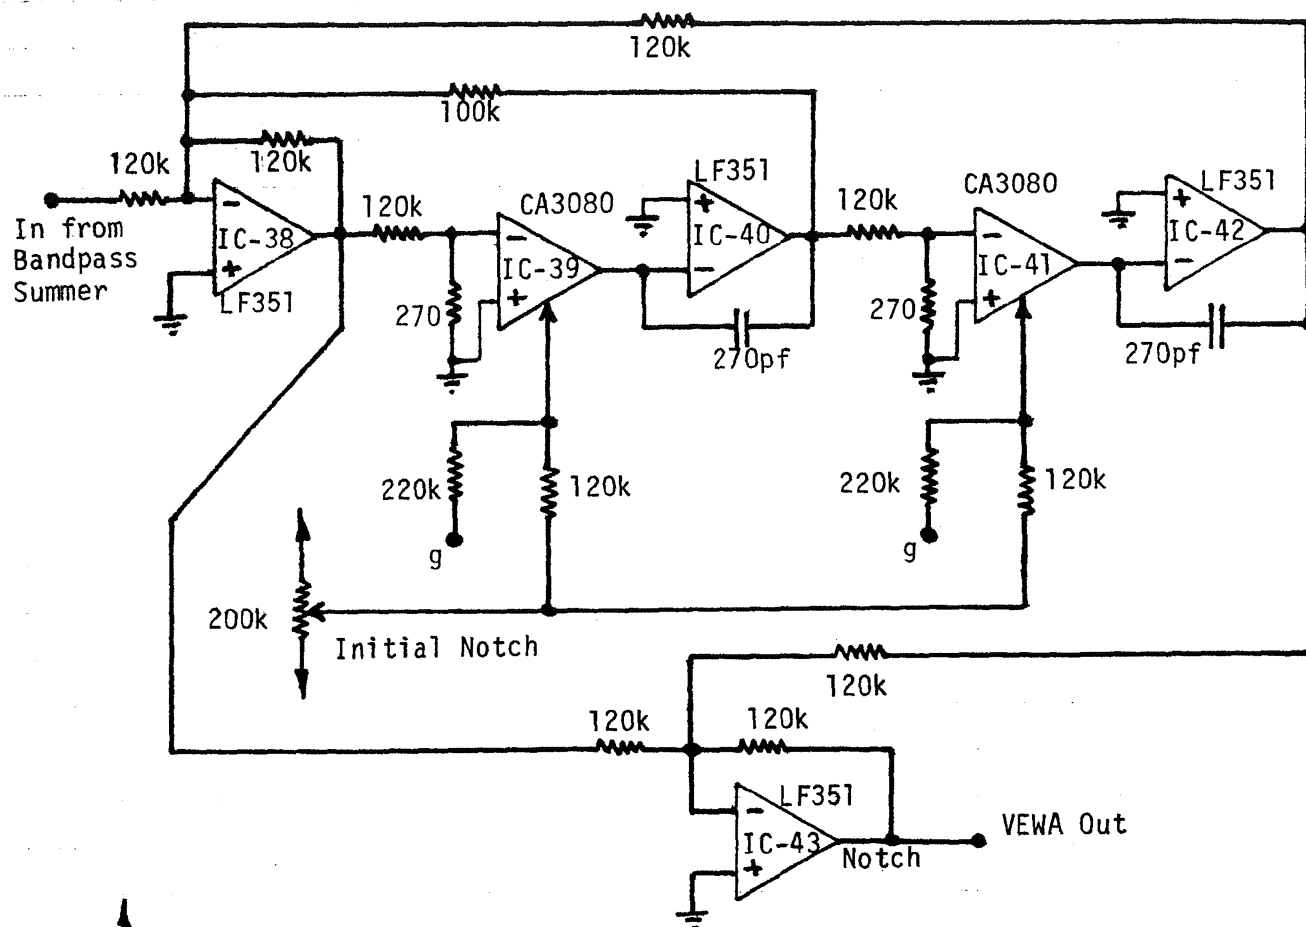 120k
100k
120k
120k
In from
Bandpass
Summer
-
+
IC-38
LF351
120k
270
CA3080
-
+
IC-39
LF351
+
-
IC-40
270pf
120k
270
CA3080
-
+
IC-41
LF351
+
-
IC-42
270pf
220k
g
120k
220k
g
120k
200k
Initial Notch
120k
120k
120k
LF351
-
+
IC-43
Notch
VEWA Out